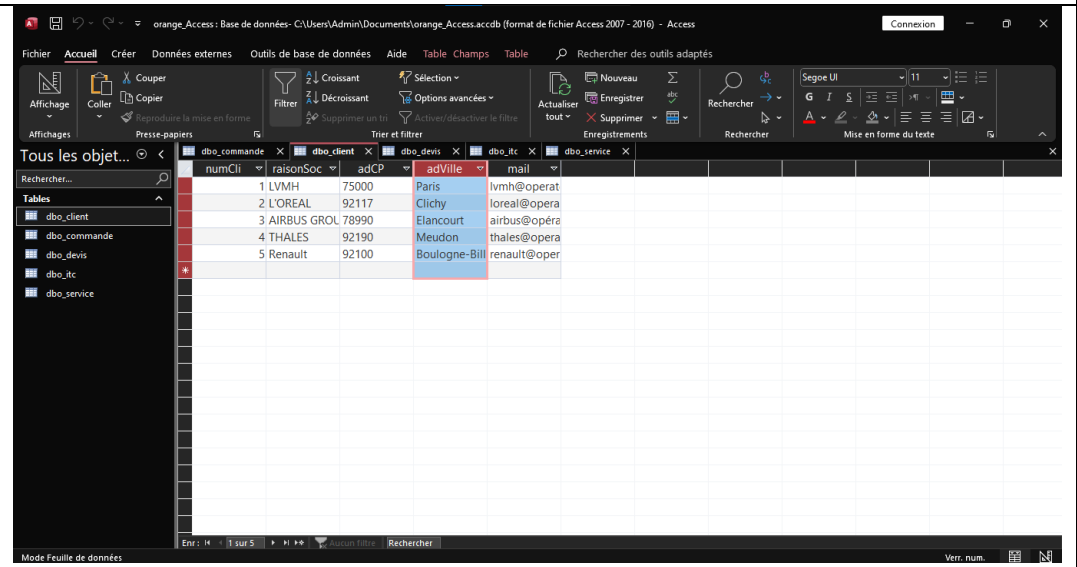 orange_Access : Base de données- C:\Users\Admin\Documents\orange_Access.accdb (format de fichier Access 2007 - 2016) - Access Connexion
Fichier Accueil Créer Données externes Outils de base de données Aide Table Champs Table Rechercher des outils adaptés
Affichage
Affichages
Coller
Couper
Copier
Reproduire la mise en forme
Presse-papiers
Filtrer
Croissant
Décroissant
Supprimer un tri
Sélection
Options avancées
Activer/désactiver le filtre
Trier et filtrer
Actualiser
tout
Nouveau
Enregistrer
Supprimer
Enregistrements
Rechercher
Rechercher
Segoe UI 11
G I S
Mise en forme du texte
Tous les objet...
Rechercher...
Tables
dbo_client
dbo_commande
dbo_devis
dbo_itc
dbo_service
dbo_commande dbo_client dbo_devis dbo_itc dbo_service
numCli raisonSoc adCP adVille mail
1 LVMH 75000 Paris lvmh@operat
2 L'OREAL 92117 Clichy loreal@opera
3 AIRBUS GROU 78990 Elancourt airbus@opéra
4 THALES 92190 Meudon thales@opera
5 Renault 92100 Boulogne-Bill renault@oper
Enr : 1 sur 5 Aucun filtre Rechercher
Mode Feuille de données Verr. num.